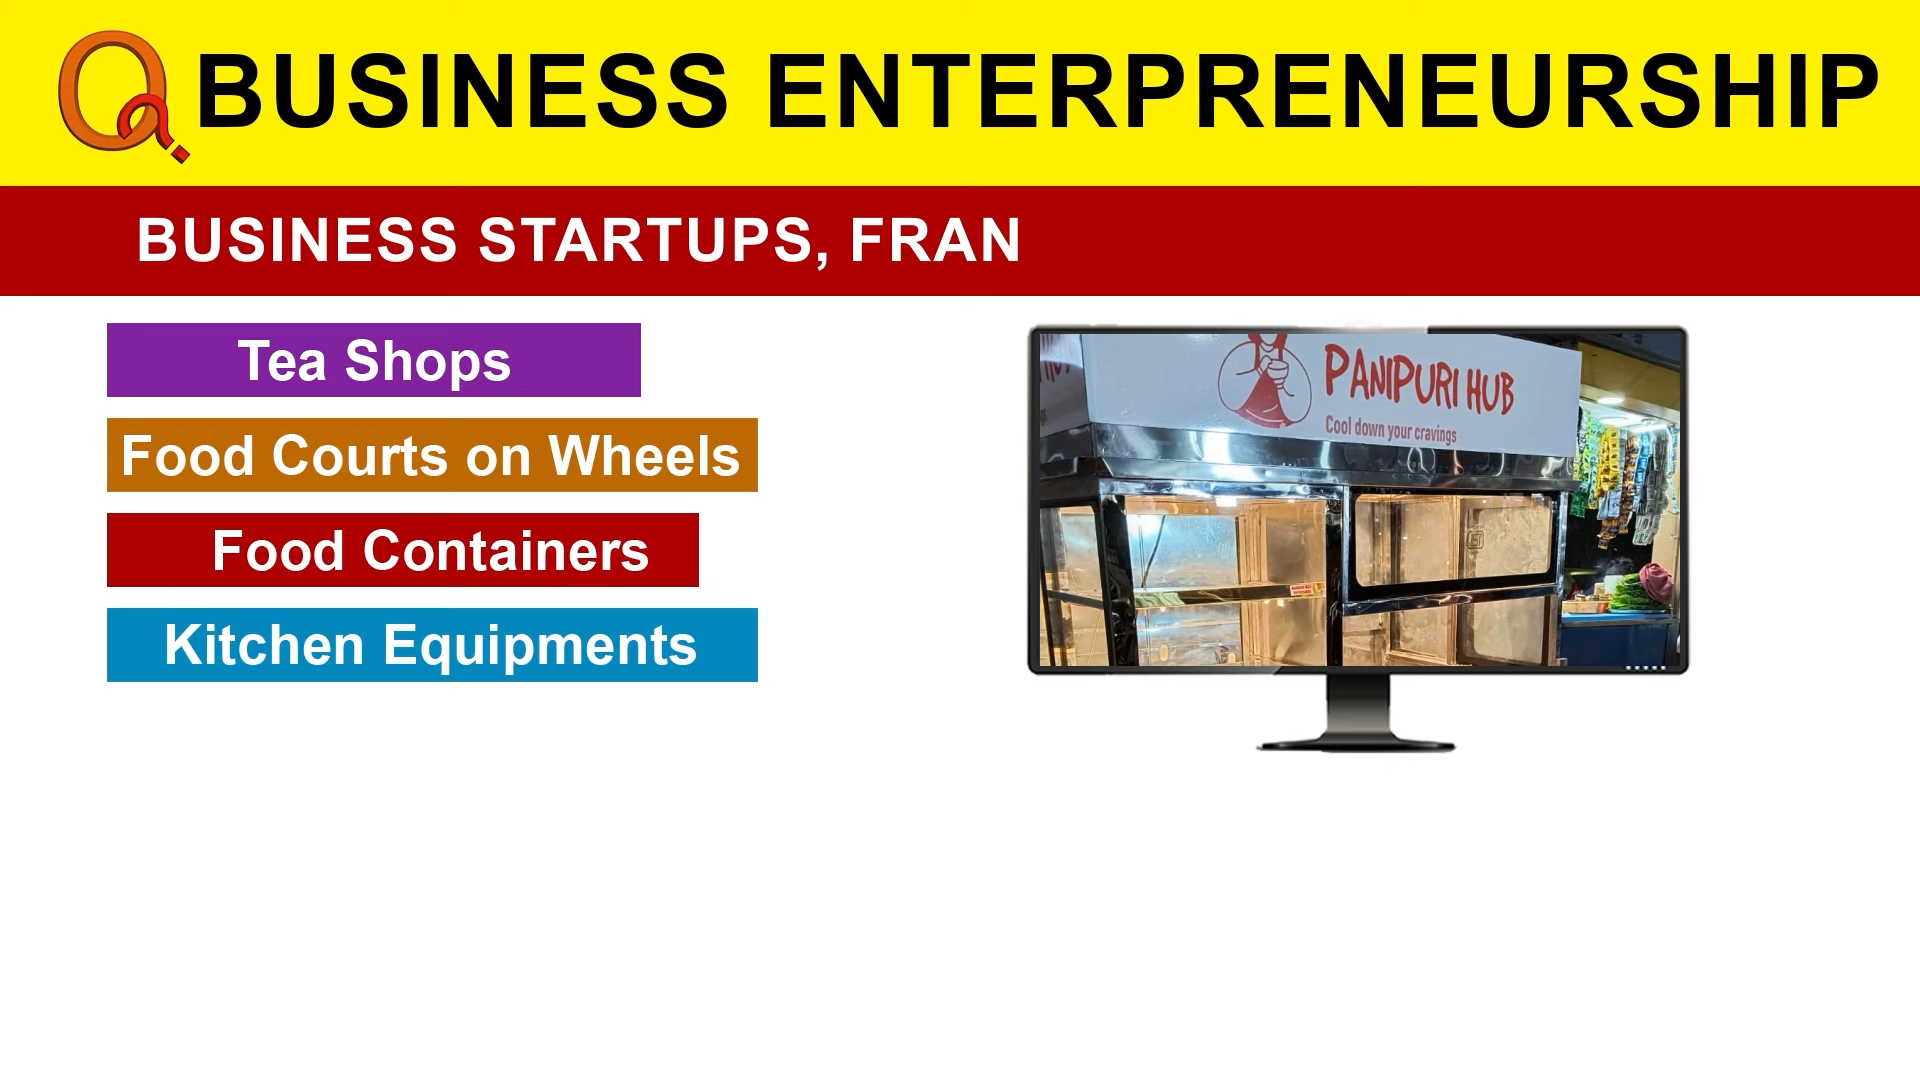 BUSINESS ENTERPRENEURSHIP
BUSINESS STARTUPS, FRAN
Tea Shops
Food Courts on Wheels
Food Containers
Kitchen Equipments
PANIPURI HUB
Cool down your cravings